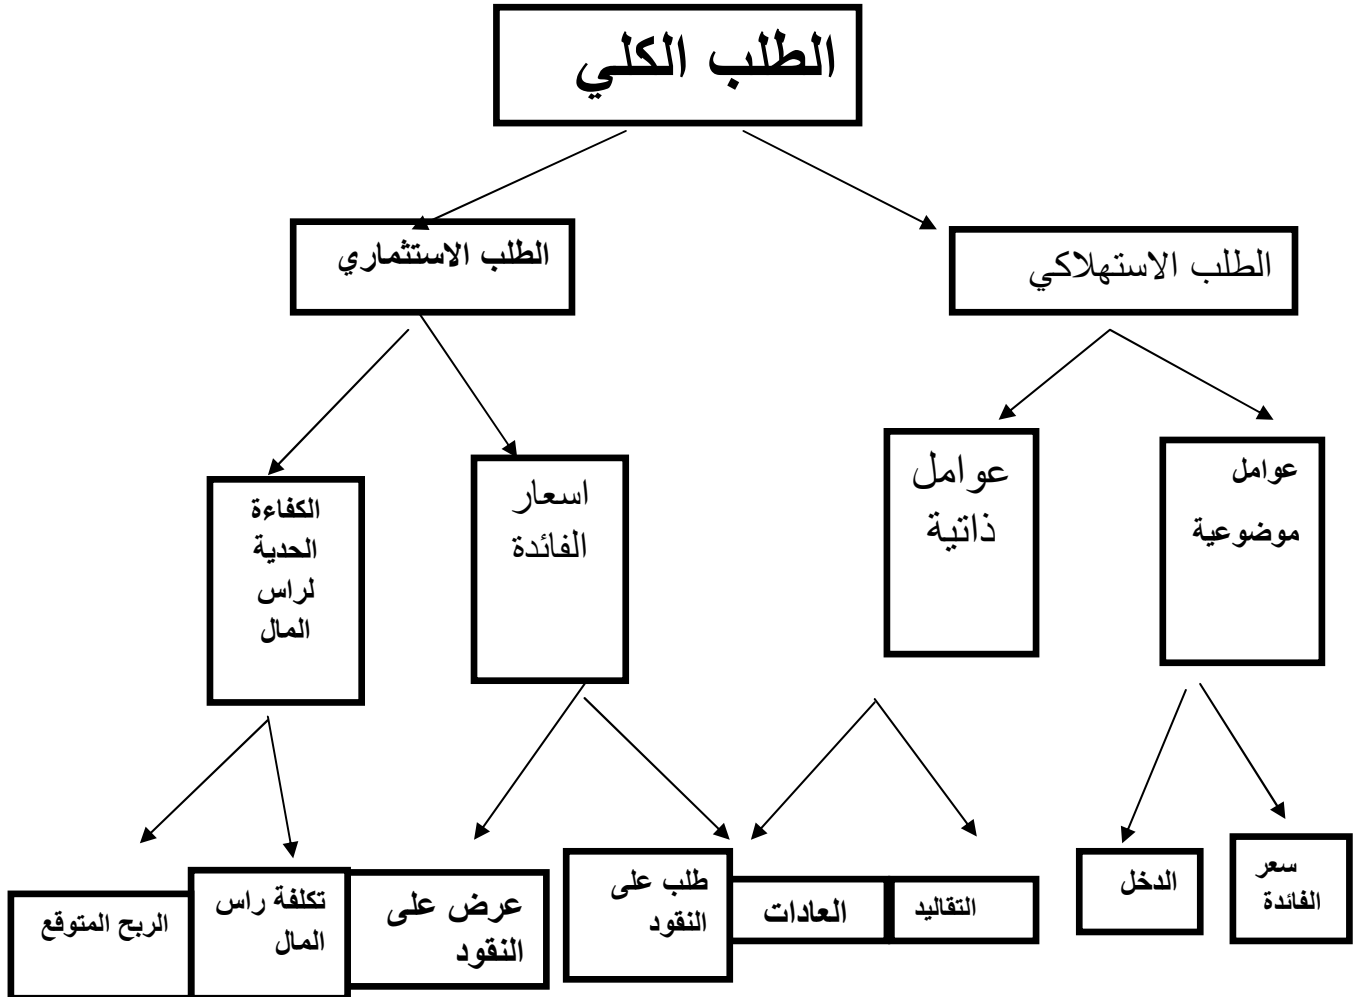 الطلب الكلي
الطلب الاستهلاكي
الطلب الاستثماري
عوامل
موضوعية
عوامل
ذاتية
اسعار
الفائدة
الكفاءة
الحدية
لراس
المال
سعر
الفائدة
الدخل
التقاليد
العادات
طلب على
النقود
عرض على
النقود
تكلفة راس
المال
الربح المتوقع